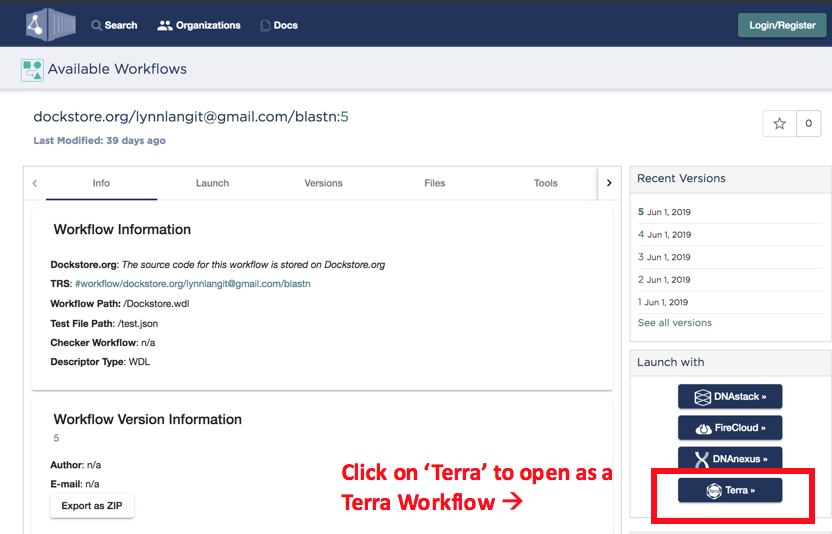 Search Organizations Docs Login/Register
Available Workflows
dockstore.org/lynnlangit@gmail.com/blastn:5
Last Modified: 39 days ago
0
Info Launch Versions Files Tools
Workflow Information
Dockstore.org: The source code for this workflow is stored on Dockstore.org
TRS: #workflow/dockstore.org/lynnlangit@gmail.com/blastn
Workflow Path: /Dockstore.wdl
Test File Path: /test.json
Checker Workflow: n/a
Descriptor Type: WDL
Workflow Version Information
5
Author: n/a
E-mail: n/a
Export as ZIP
Click on ‘Terra’ to open as a
Terra Workflow →
Recent Versions
5 Jun 1, 2019
4 Jun 1, 2019
3 Jun 1, 2019
2 Jun 1, 2019
1 Jun 1, 2019
See all versions
Launch with
DNAstack »
FireCloud »
DNAnexus »
Terra »